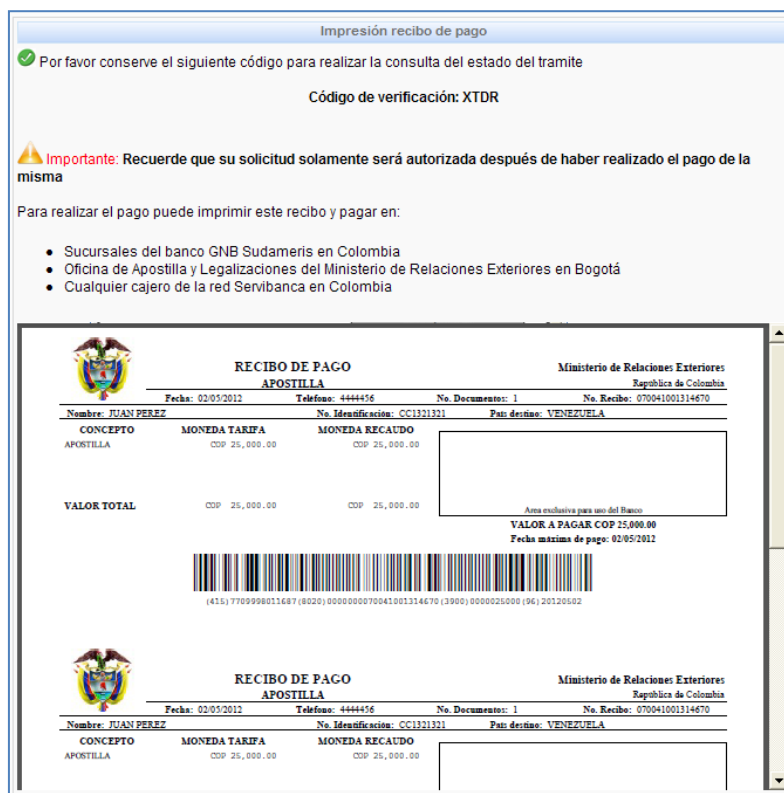 Impresión recibo de pago
Por favor conserve el siguiente código para realizar la consulta del estado del tramite
Código de verificación: XTDR
Importante: Recuerde que su solicitud solamente será autorizada después de haber realizado el pago de la
misma
Para realizar el pago puede imprimir este recibo y pagar en:
Sucursales del banco GNB Sudameris en Colombia
Oficina de Apostilla y Legalizaciones del Ministerio de Relaciones Exteriores en Bogotá
Cualquier cajero de la red Servibanca en Colombia
RECIBO DE PAGO Ministerio de Relaciones Exteriores
APOSTILLA República de Colombia
Fecha: 02/05/2012 Teléfono: 4444456 No. Documentos: 1 No. Recibo: 070041001314670
Nombre: JUAN PEREZ No. Identificación: CC1321321 País destino: VENEZUELA
CONCEPTO MONEDA TARIFA MONEDA RECAUDO
APOSTILLA COP 25,000.00 COP 25,000.00
VALOR TOTAL COP 25,000.00 COP 25,000.00
Area exclusiva para uso del Banco
VALOR A PAGAR COP 25,000.00
Fecha máxima de pago: 02/05/2012
(415)7709998011687(8020)0000000070041001314670(3900)0000025000(96)20120502
RECIBO DE PAGO Ministerio de Relaciones Exteriores
APOSTILLA República de Colombia
Fecha: 02/05/2012 Teléfono: 4444456 No. Documentos: 1 No. Recibo: 070041001314670
Nombre: JUAN PEREZ No. Identificación: CC1321321 País destino: VENEZUELA
CONCEPTO MONEDA TARIFA MONEDA RECAUDO
APOSTILLA COP 25,000.00 COP 25,000.00